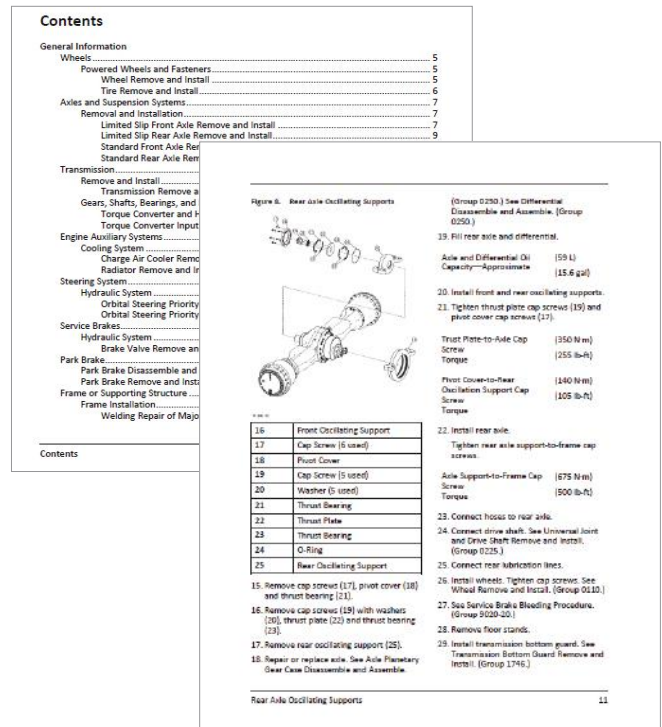 Contents
General Information
Wheels 5
Powered Wheels and Fasteners 5
Wheel Remove and Install 5
Tire Remove and Install 6
Axles and Suspension Systems 7
Removal and Installation 7
Limited Slip Front Axle Remove and Install 7
Limited Slip Rear Axle Remove and Install 9
Standard Front Axle
Standard Rear Axle
Transmission
Remove and Install
Transmission Remove
Gears, Shafts, Bearings, and
Torque Converter and
Torque Converter Input
Engine Auxiliary Systems
Cooling System
Charge Air Cooler
Radiator Remove and
Steering System
Hydraulic System
Orbital Steering Priority
Orbital Steering Priority
Service Brakes
Hydraulic System
Brake Valve Remove
Park Brake
Park Brake Disassemble and
Park Brake Remove and
Frame or Supporting Structure
Frame Installation
Welding Repair of
Contents
Figure 8. Rear Axle Oscillating Supports
16 Front Oscillating Support
17 Cap Screw (6 used)
18 Pivot Cover
19 Cap Screw (5 used)
20 Washer (5 used)
21 Thrust Bearing
22 Thrust Plate
23 Thrust Bearing
24 O-Ring
25 Rear Oscillating Support
15. Remove cap screws (17), pivot cover (18)
and thrust bearing (21).
16. Remove cap screws (19) with washers
(20), thrust plate (22) and thrust bearing
(23).
17. Remove rear oscillating support (25).
18. Repair or replace axle. See Axle Planetary
Gear Case Disassemble and Assemble.
(Group 0250.) See Differential
Disassemble and Assemble. (Group
0250.)
19. Fill rear axle and differential.
Axle and Differential Oil (59 L)
Capacity—Approximate
(15.6 gal)
20. Install front and rear oscillating supports.
21. Tighten thrust plate cap screws (19) and
pivot cover cap screws (17).
Trust Plate-to-Axle Cap (350 N·m)
Screw
Torque (255 lb-ft)
Pivot Cover-to-Rear (140 N·m)
Oscillation Support Cap
Screw (105 lb-ft)
Torque
22. Install rear axle.
Tighten rear axle support-to-frame cap
screws.
Axle Support-to-Frame Cap (675 N·m)
Screw
Torque (500 lb-ft)
23. Connect hoses to rear axle.
24. Connect drive shaft. See Universal Joint
and Drive Shaft Remove and Install.
(Group 0225.)
25. Connect rear lubrication lines.
26. Install wheels. Tighten cap screws. See
Wheel Remove and Install. (Group 0110.)
27. See Service Brake Bleeding Procedure.
(Group 9020-20.)
28. Remove floor stands.
29. Install transmission bottom guard. See
Transmission Bottom Guard Remove and
Install. (Group 1746.)
Rear Axle Oscillating Supports 11